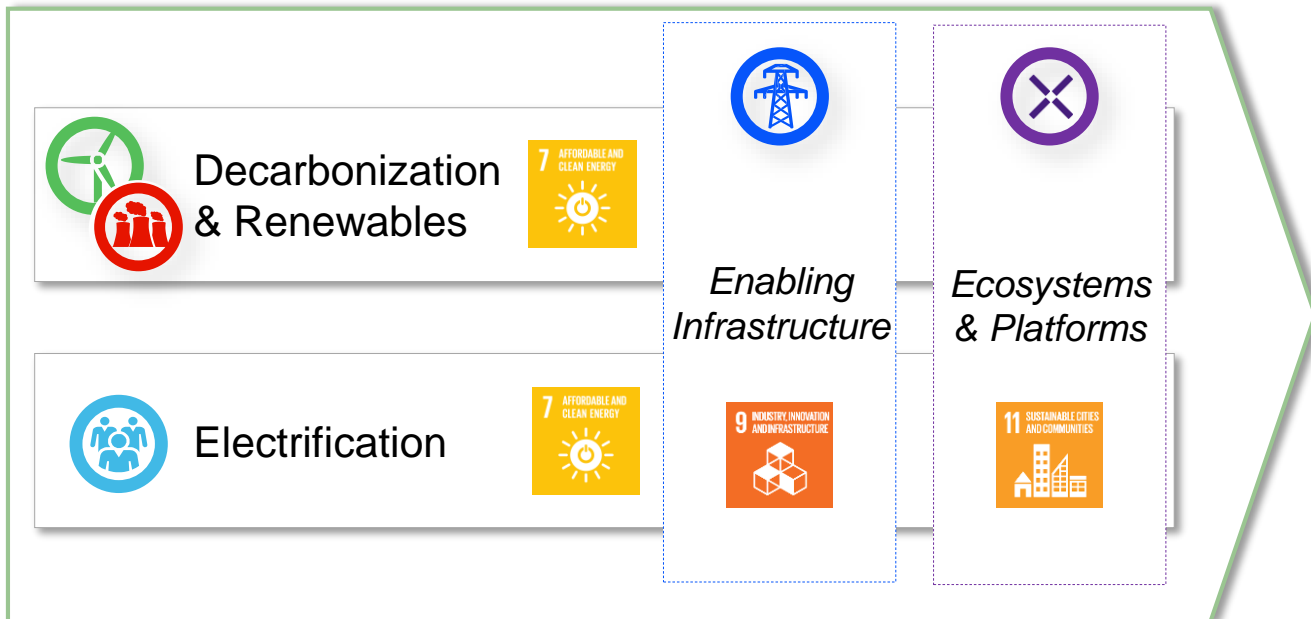 Decarbonization
& Renewables
7 AFFORDABLE AND
CLEAN ENERGY
Electrification
7 AFFORDABLE AND
CLEAN ENERGY
Enabling
Infrastructure
9 INDUSTRY, INNOVATION
AND INFRASTRUCTURE
Ecosystems
& Platforms
11 SUSTAINABLE CITIES
AND COMMUNITIES